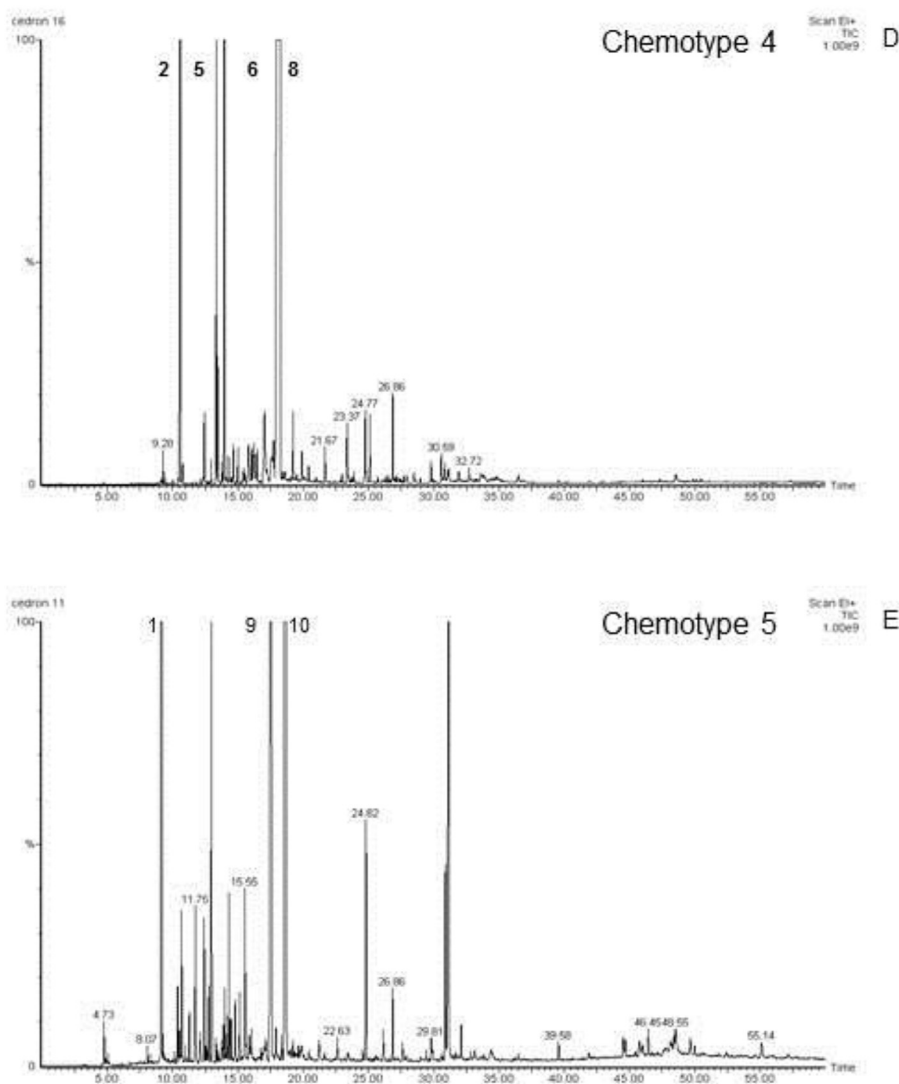 cedron 16
Chemotype 4
Scan EI+
TIC
1.00e9
D
100
2
5
6
8
%
9.28
21.67
23.37
24.77
26.86
30.69
32.72
0
Time
5.00 10.00 15.00 20.00 25.00 30.00 35.00 40.00 45.00 50.00 55.00
cedron 11
Chemotype 5
Scan EI+
TIC
1.00e9
E
100
1
9
10
%
4.73
8.07
11.75
15.55
22.63
24.82
26.86
29.81
39.58
46.45
48.55
55.14
0
Time
5.00 10.00 15.00 20.00 25.00 30.00 35.00 40.00 45.00 50.00 55.00